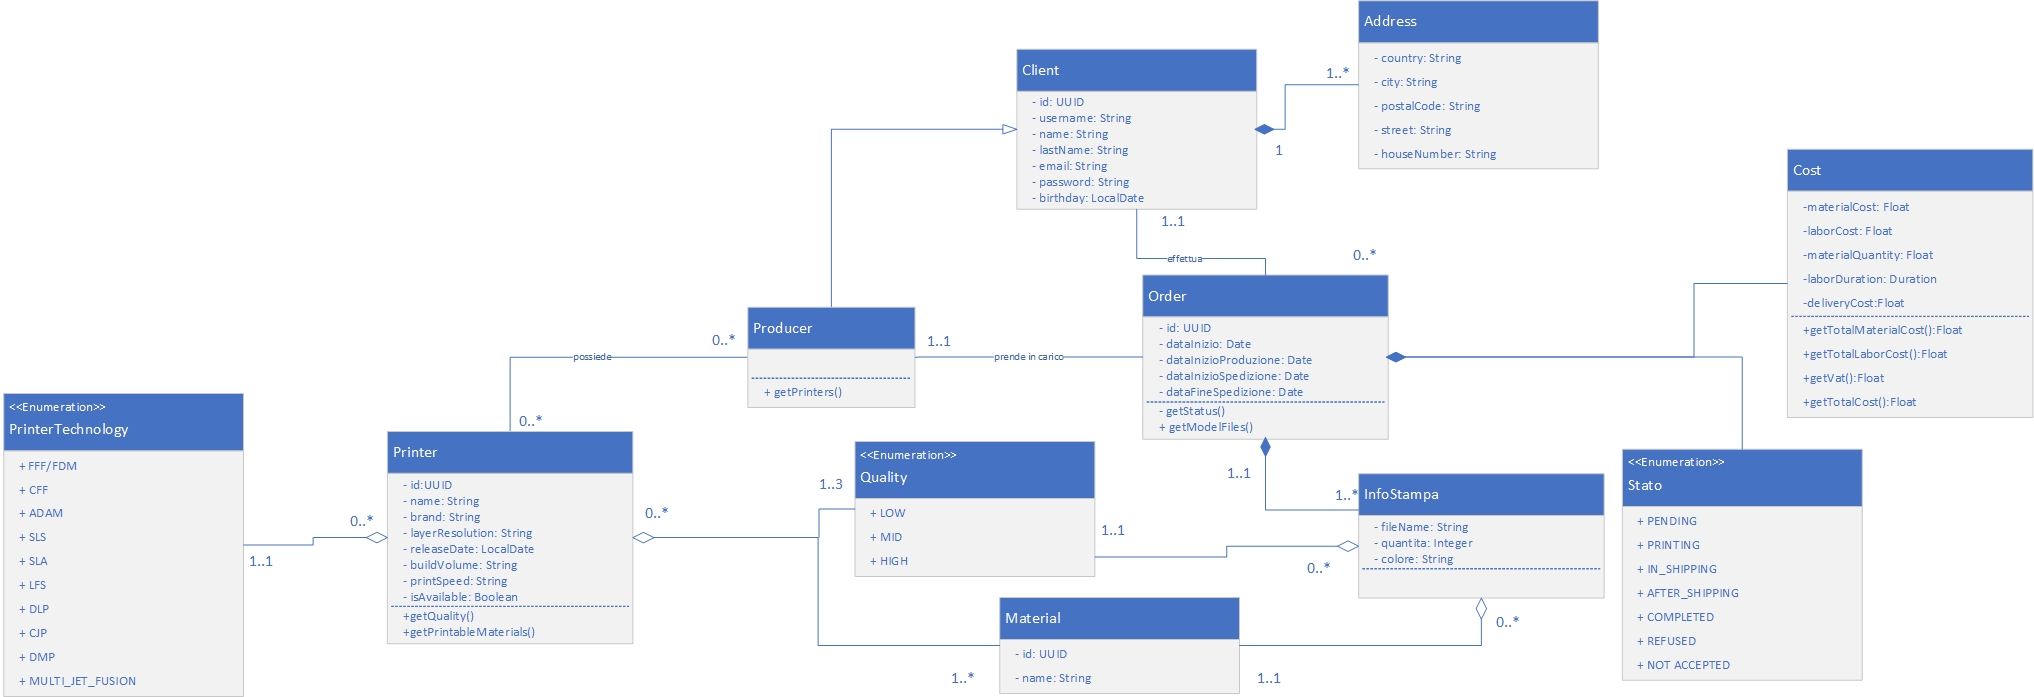 Address
- country: String
- city: String
- postalCode: String
- street: String
- houseNumber: String
1..*
1
Client
- id: UUID
- username: String
- name: String
- lastName: String
- email: String
- password: String
- birthday: LocalDate
1..1
effettua
0..*
Cost
-materialCost: Float
-laborCost: Float
-materialQuantity: Float
-laborDuration: Duration
-deliveryCost:Float
+getTotalMaterialCost():Float
+getTotalLaborCost():Float
+getVat():Float
+getTotalCost():Float
Order
- id: UUID
- dataInizio: Date
- dataInizioProduzione: Date
- dataInizioSpedizione: Date
- dataFineSpedizione: Date
- getStatus()
+ getModelFiles()
Producer
+ getPrinters()
0..*
1..1
possiede
prende in carico
0..*
<<Enumeration>>
PrinterTechnology
+ FFF/FDM
+ CFF
+ ADAM
+ SLS
+ SLA
+ LFS
+ DLP
+ CJP
+ DMP
+ MULTI_JET_FUSION
0..*
1..1
Printer
- id:UUID
- name: String
- brand: String
- layerResolution: String
- releaseDate: LocalDate
- buildVolume: String
- printSpeed: String
- isAvailable: Boolean
+getQuality()
+getPrintableMaterials()
0..*
1..3
<<Enumeration>>
Quality
+ LOW
+ MID
+ HIGH
1..1
0..*
1..1
1..*
InfoStampa
- fileName: String
- quantita: Integer
- colore: String
0..*
Material
- id: UUID
- name: String
1..*
1..1
<<Enumeration>>
Stato
+ PENDING
+ PRINTING
+ IN_SHIPPING
+ AFTER_SHIPPING
+ COMPLETED
+ REFUSED
+ NOT ACCEPTED